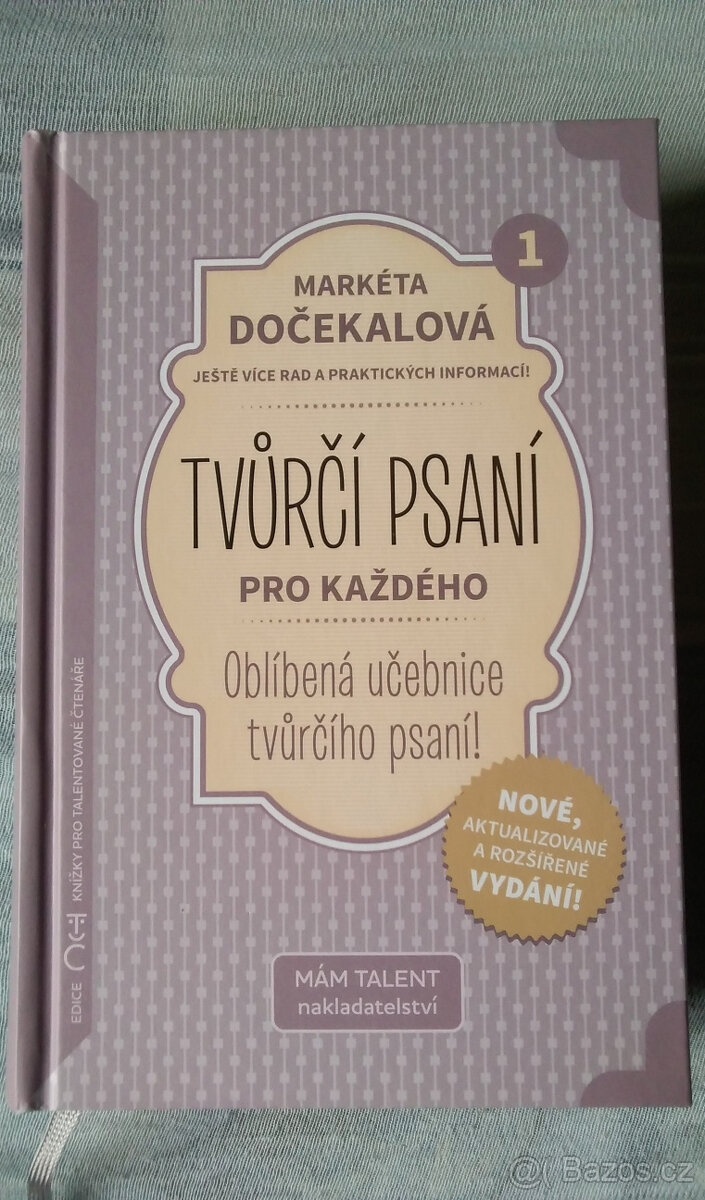 1
MARKÉTA
DOČEKALOVÁ
JEŠTĚ VÍCE RAD A PRAKTICKÝCH INFORMACÍ!
TVŮRČÍ PSANÍ
PRO KAŽDÉHO
Oblíbená učebnice
tvůrčího psaní!
NOVÉ,
AKTUALIZOVANÉ
A ROZŠÍŘENÉ
VYDÁNÍ!
MÁM TALENT
nakladatelství
EDICE KNÍŽKY PRO TALENTOVANÉ ČTENÁŘE
@( Bazos.cz